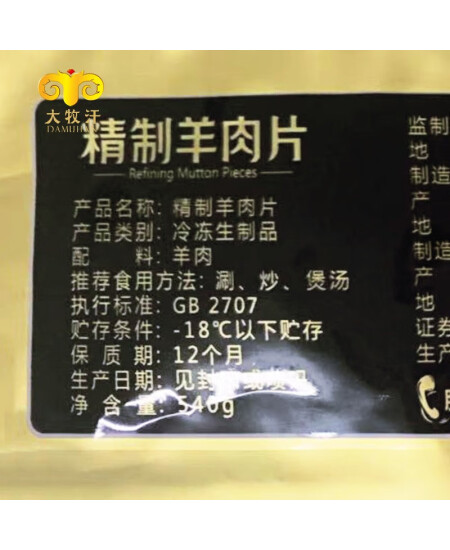 大牧汗
DAMUHAN
精制羊肉片
Refining Mutton Pieces
产品名称: 精制羊肉片
产品类别: 冷冻生制品
配 料: 羊肉
推荐食用方法: 涮、炒、煲汤
执行标准: GB 2707
贮存条件: -18℃以下贮存
保 质 期: 12个月
生产日期: 见封
净 含 量: 540g
监制
地
制造
产
地
制造
产
地
证券
生产